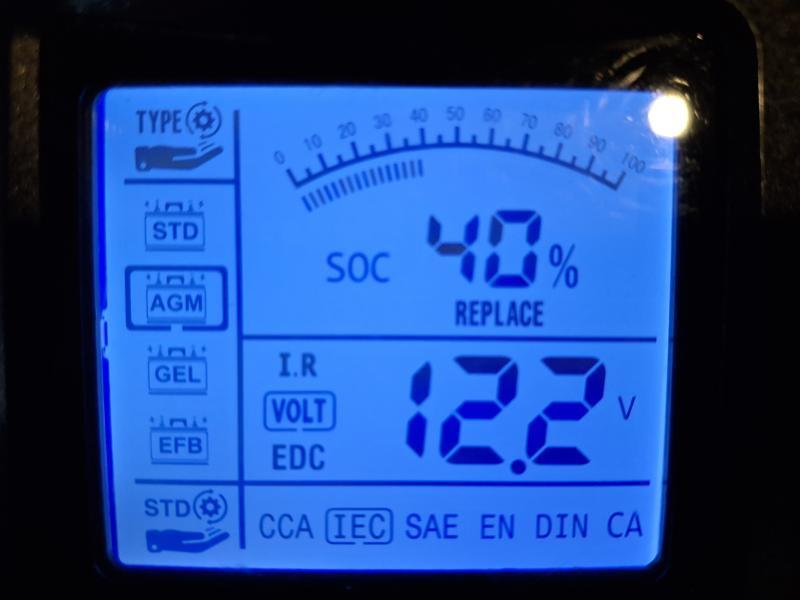 TYPE
0 10 20 30 40 50 60 70 80 90 100
STD
AGM
GEL
EFB
STD
SOC 40%
REPLACE
I.R
VOLT
EDC
12.2 V
CCA IEC SAE EN DIN CA